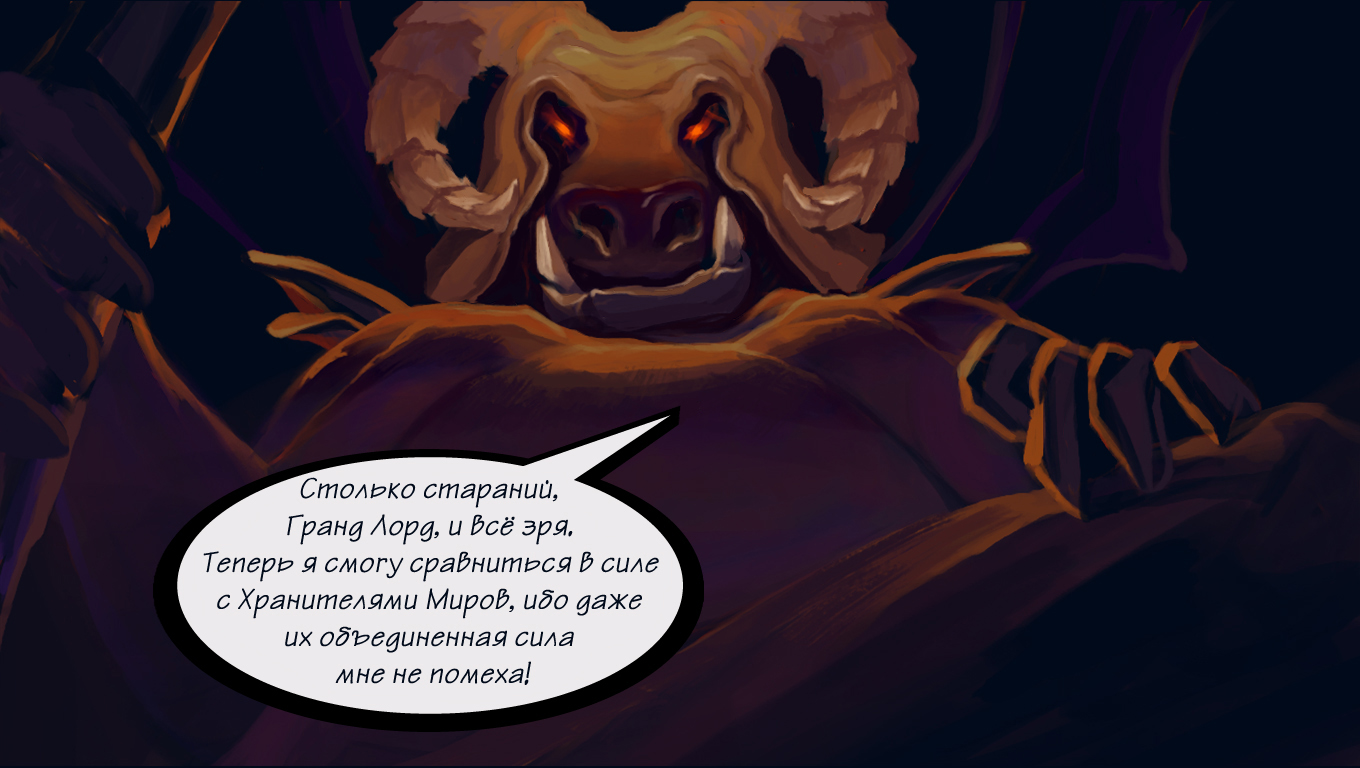 Столько стараний,
Гранд Лорд, и всё зря.
Теперь я смогу сравниться в силе
с Хранителями Миров, ибо даже
их объединенная сила
мне не помеха!